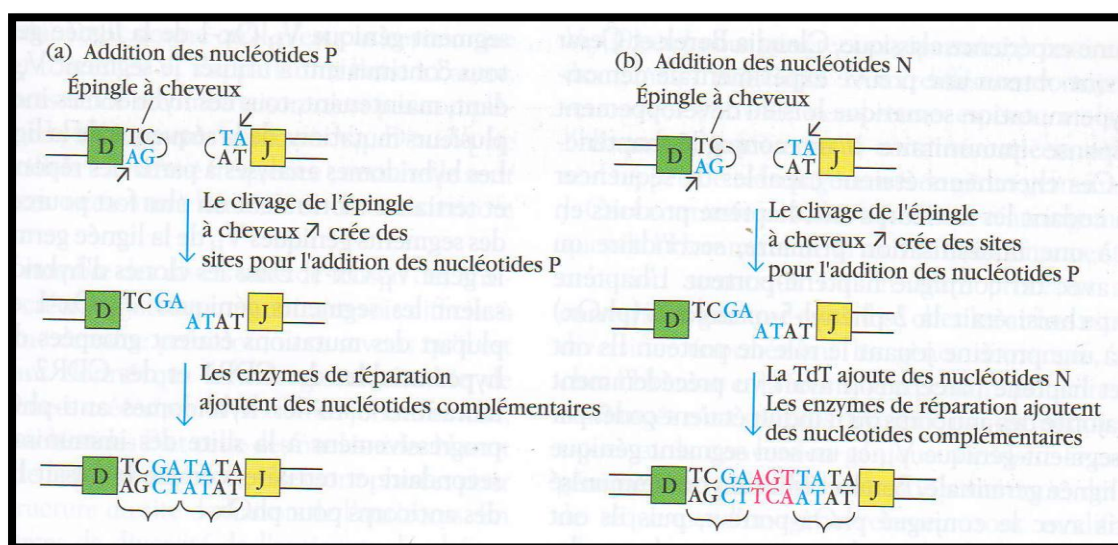 (a) Addition des nucléotides P
Épingle à cheveux
D TC TA J
AG AT
Le clivage de l'épingle
à cheveux ↗ crée des
sites pour l'addition des nucléotides P
D TCGA J
ATAT
Les enzymes de réparation
ajoutent des nucléotides complémentaires
D TCGATATA J
AGCTATAT
(b) Addition des nucléotides N
Épingle à cheveux
D TC TA J
AG AT
Le clivage de l'épingle
à cheveux ↗ crée des sites
pour l'addition des nucléotides P
D TCGA J
ATAT
La TdT ajoute des nucléotides N
Les enzymes de réparation ajoutent
des nucléotides complémentaires
D TCGAAGTTATA J
AGCTTCAATAT